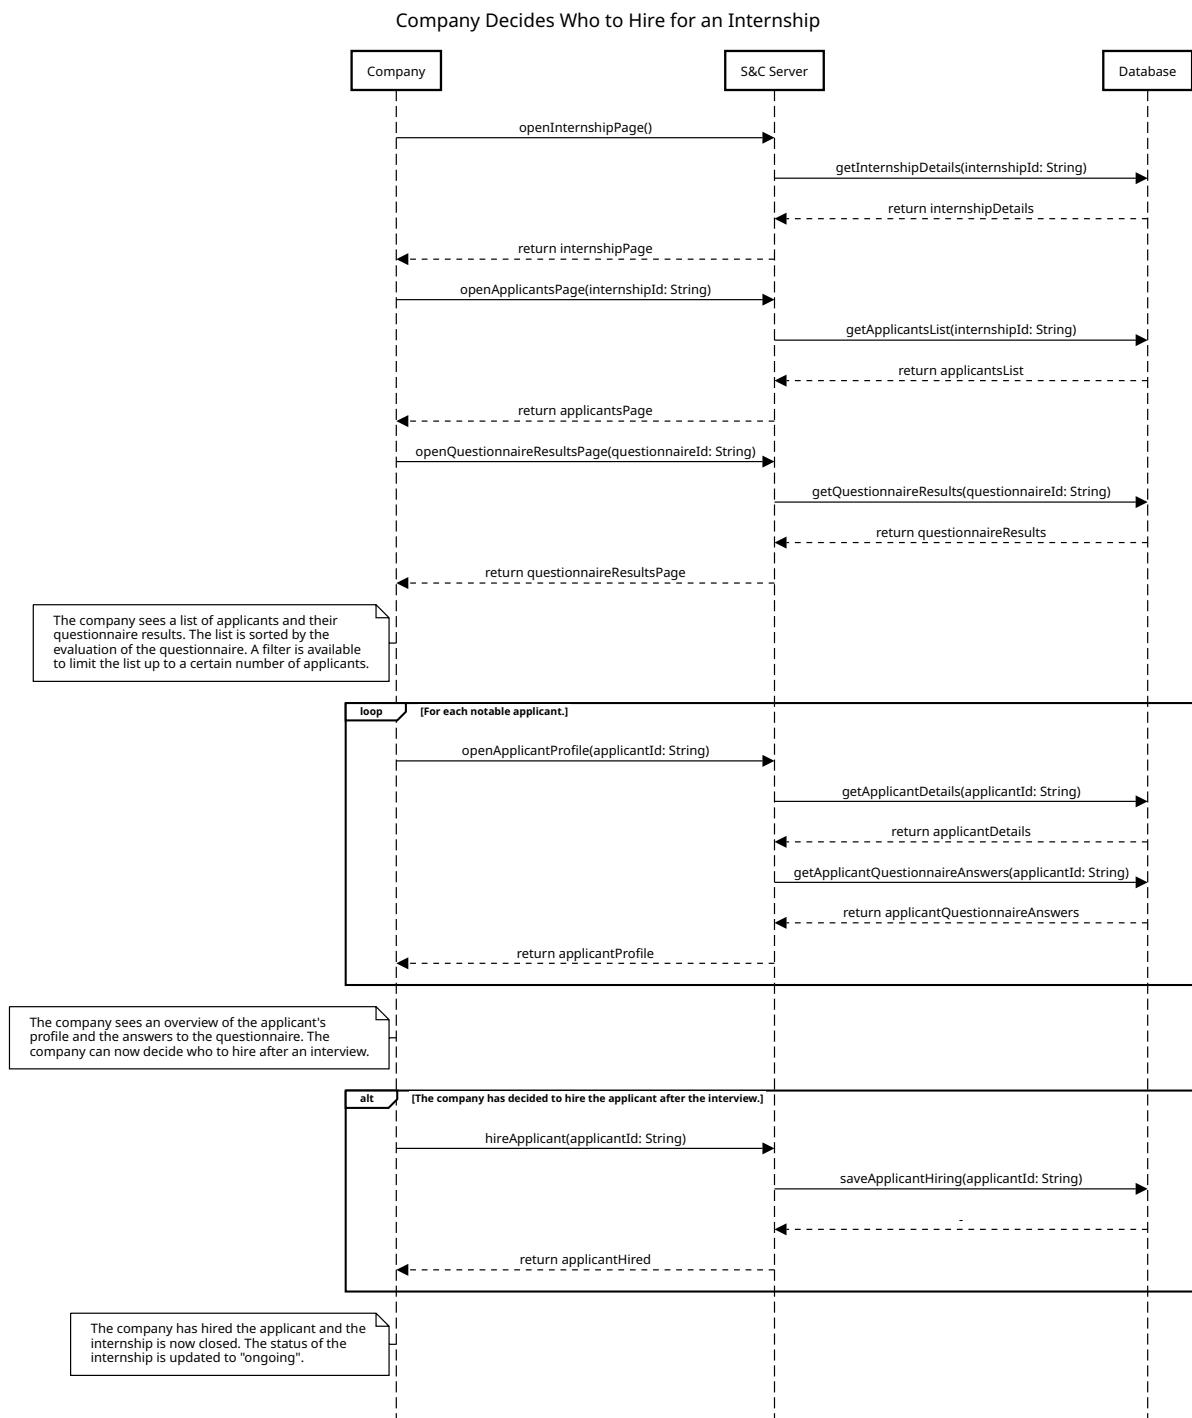 Company Decides Who to Hire for an Internship
Company
S&C Server
Database
openInternshipPage()
getInternshipDetails(internshipId: String)
return internshipDetails
return internshipPage
openApplicantsPage(internshipId: String)
getApplicantsList(internshipId: String)
return applicantsList
return applicantsPage
openQuestionnaireResultsPage(questionnaireId: String)
getQuestionnaireResults(questionnaireId: String)
return questionnaireResults
return questionnaireResultsPage
The company sees a list of applicants and their
questionnaire results. The list is sorted by the
evaluation of the questionnaire. A filter is available
to limit the list up to a certain number of applicants.
loop [For each notable applicant.]
openApplicantProfile(applicantId: String)
getApplicantDetails(applicantId: String)
return applicantDetails
getApplicantQuestionnaireAnswers(applicantId: String)
return applicantQuestionnaireAnswers
return applicantProfile
The company sees an overview of the applicant's
profile and the answers to the questionnaire. The
company can now decide who to hire after an interview.
alt [The company has decided to hire the applicant after the interview.]
hireApplicant(applicantId: String)
saveApplicantHiring(applicantId: String)
-
return applicantHired
The company has hired the applicant and the
internship is now closed. The status of the
internship is updated to "ongoing".